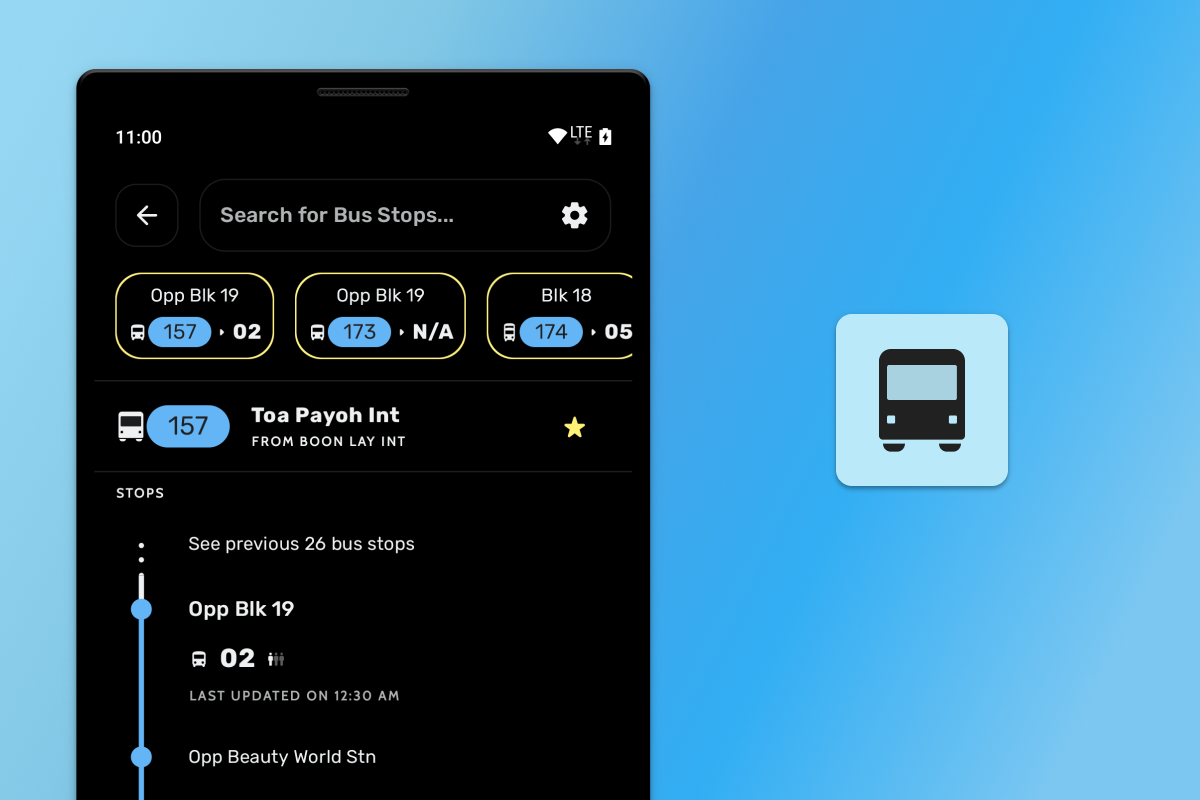 11:00
LTE
Search for Bus Stops...
Opp Blk 19
157 02
Opp Blk 19
173 N/A
Blk 18
174 05
157
Toa Payoh Int
FROM BOON LAY INT
STOPS
See previous 26 bus stops
Opp Blk 19
02
LAST UPDATED ON 12:30 AM
Opp Beauty World Stn